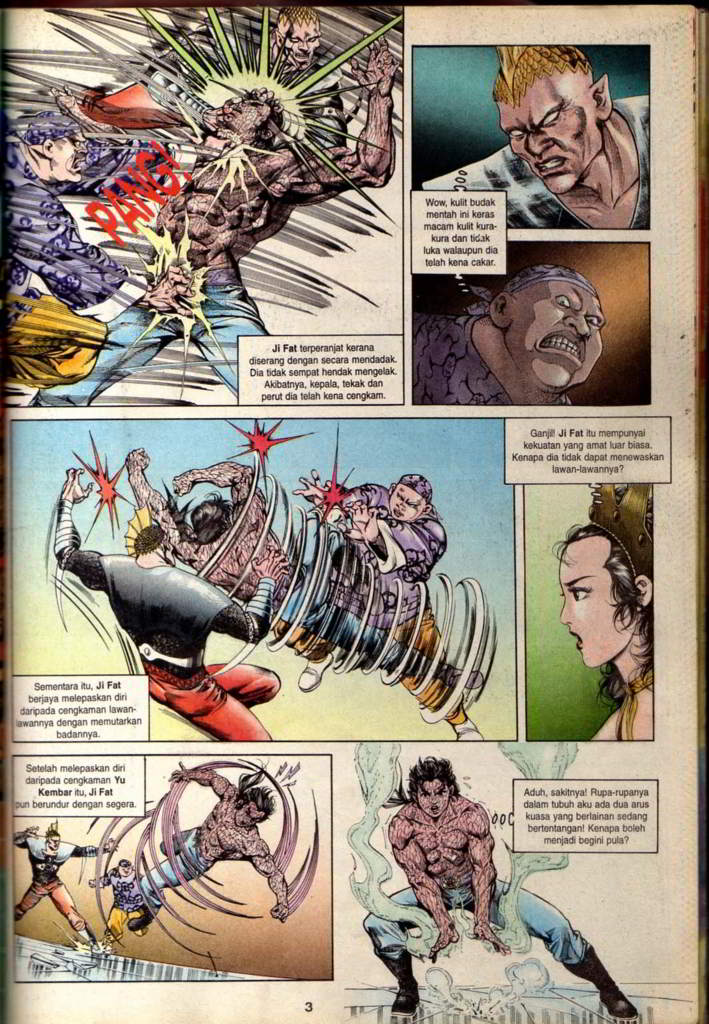 PANG!
Ji Fat terperanjat kerana
diserang dengan secara mendadak.
Dia tidak sempat hendak mengelak.
Akibatnya, kepala, tekak dan
perut dia telah kena cengkam.
Wow, kulit budak
mentah ini keras
macam kulit kura-
kura dan tidak
luka walaupun dia
telah kena cakar.
Ganjil! Ji Fat itu mempunyai
kekuatan yang amat luar biasa.
Kenapa dia tidak dapat menewaskan
lawan-lawannya?
Sementara itu, Ji Fat
berjaya melepaskan diri
daripada cengkaman lawan-
lawannya dengan memutarkan
badannya.
Setelah melepaskan diri
daripada cengkaman Yu
Kembar itu, Ji Fat
pun berundur dengan segera.
Aduh, sakitnya! Rupa-rupanya
dalam tubuh aku ada dua arus
kuasa yang berlainan sedang
bertentangan! Kenapa boleh
menjadi begini pula?
3